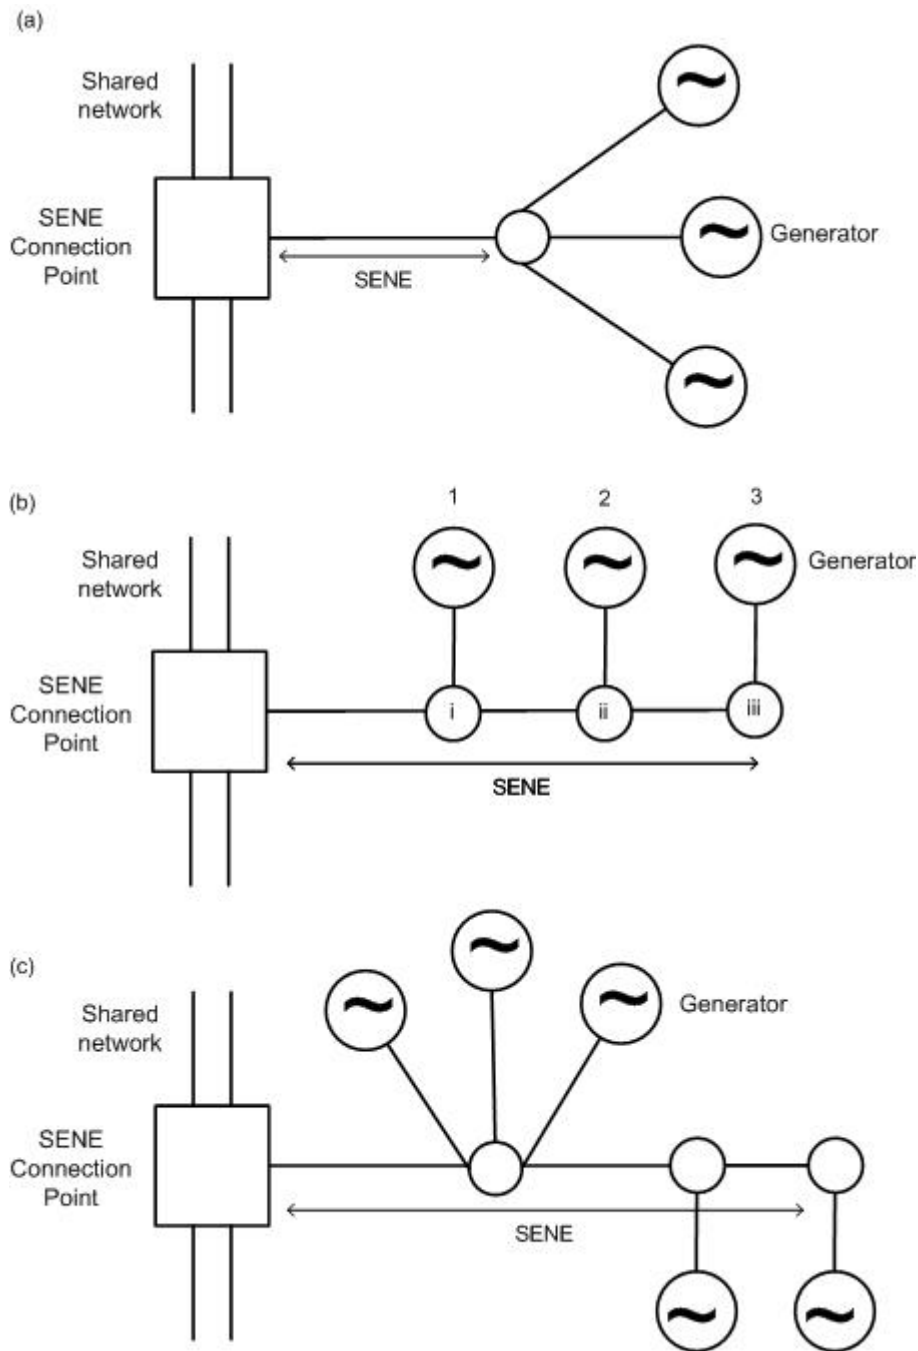 (a)
Shared
network
SENE
Connection
Point
SENE
Generator
(b)
1 2 3
Shared
network
Generator
SENE
Connection
Point
i ii iii
SENE
(c)
Shared
network
Generator
SENE
Connection
Point
SENE